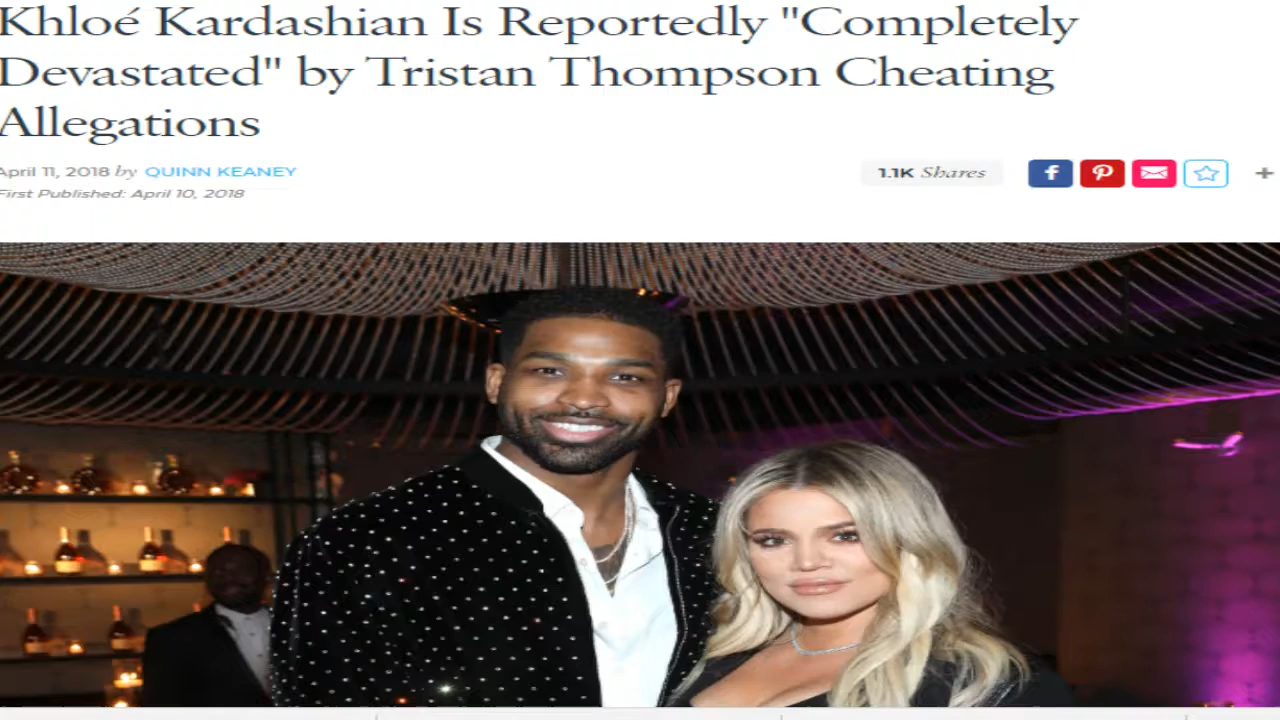 Khloé Kardashian Is Reportedly "Completely
Devastated" by Tristan Thompson Cheating
Allegations
April 11, 2018 by QUINN KEANEY
1.1K Shares
First Published: April 10, 2018